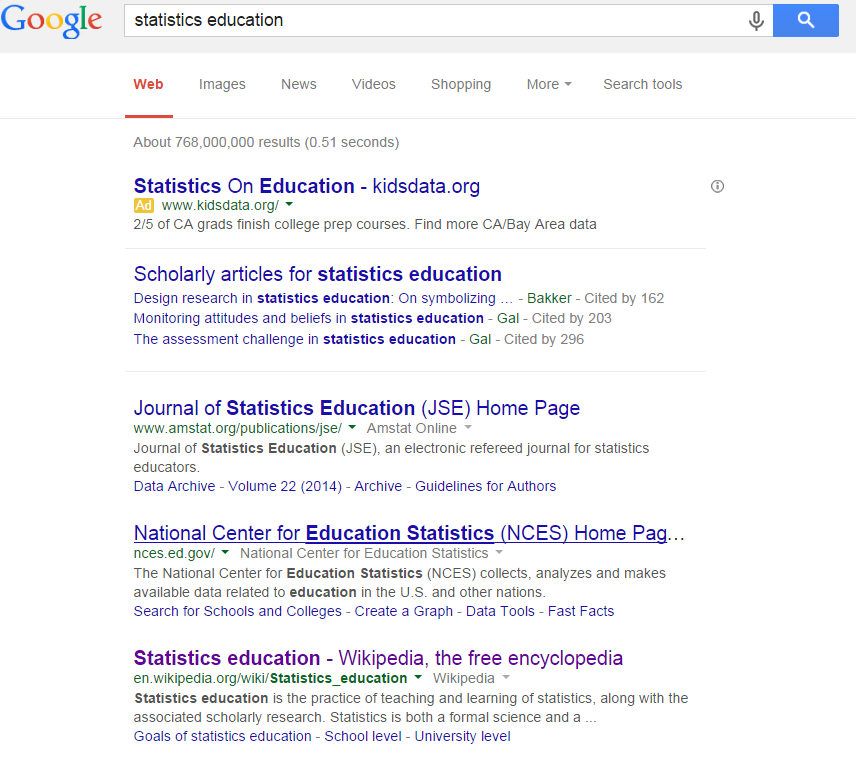 Google statistics education
Web Images News Videos Shopping More Search tools
About 768,000,000 results (0.51 seconds)
Statistics On Education - kidsdata.org
Ad www.kidsdata.org/
2/5 of CA grads finish college prep courses. Find more CA/Bay Area data
Scholarly articles for statistics education
Design research in statistics education: On symbolizing … - Bakker - Cited by 162
Monitoring attitudes and beliefs in statistics education - Gal - Cited by 203
The assessment challenge in statistics education - Gal - Cited by 296
Journal of Statistics Education (JSE) Home Page
www.amstat.org/publications/jse/ Amstat Online
Journal of Statistics Education (JSE), an electronic refereed journal for statistics
educators.
Data Archive - Volume 22 (2014) - Archive - Guidelines for Authors
National Center for Education Statistics (NCES) Home Pag...
nces.ed.gov/ National Center for Education Statistics
The National Center for Education Statistics (NCES) collects, analyzes and makes
available data related to education in the U.S. and other nations.
Search for Schools and Colleges - Create a Graph - Data Tools - Fast Facts
Statistics education - Wikipedia, the free encyclopedia
en.wikipedia.org/wiki/Statistics_education Wikipedia
Statistics education is the practice of teaching and learning of statistics, along with the
associated scholarly research. Statistics is both a formal science and a ...
Goals of statistics education - School level - University level